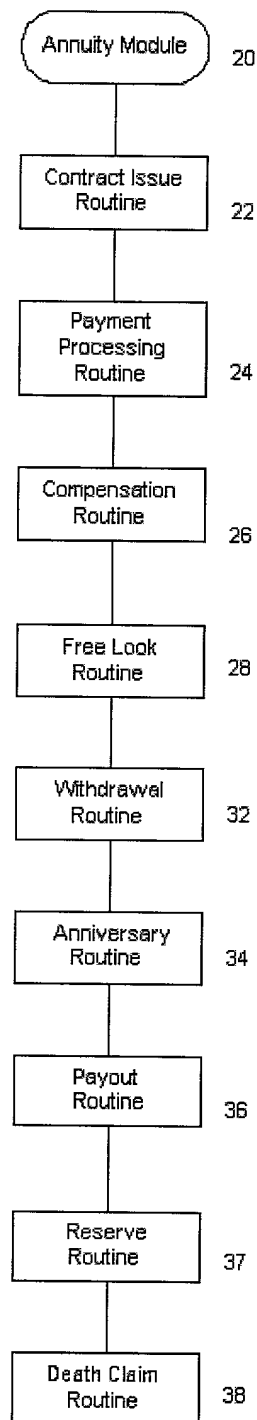 Annuity Module
20
Contract Issue
Routine
22
Payment
Processing
Routine
24
Compensation
Routine
26
Free Look
Routine
28
Withdrawal
Routine
32
Anniversary
Routine
34
Payout
Routine
36
Reserve
Routine
37
Death Claim
Routine
38